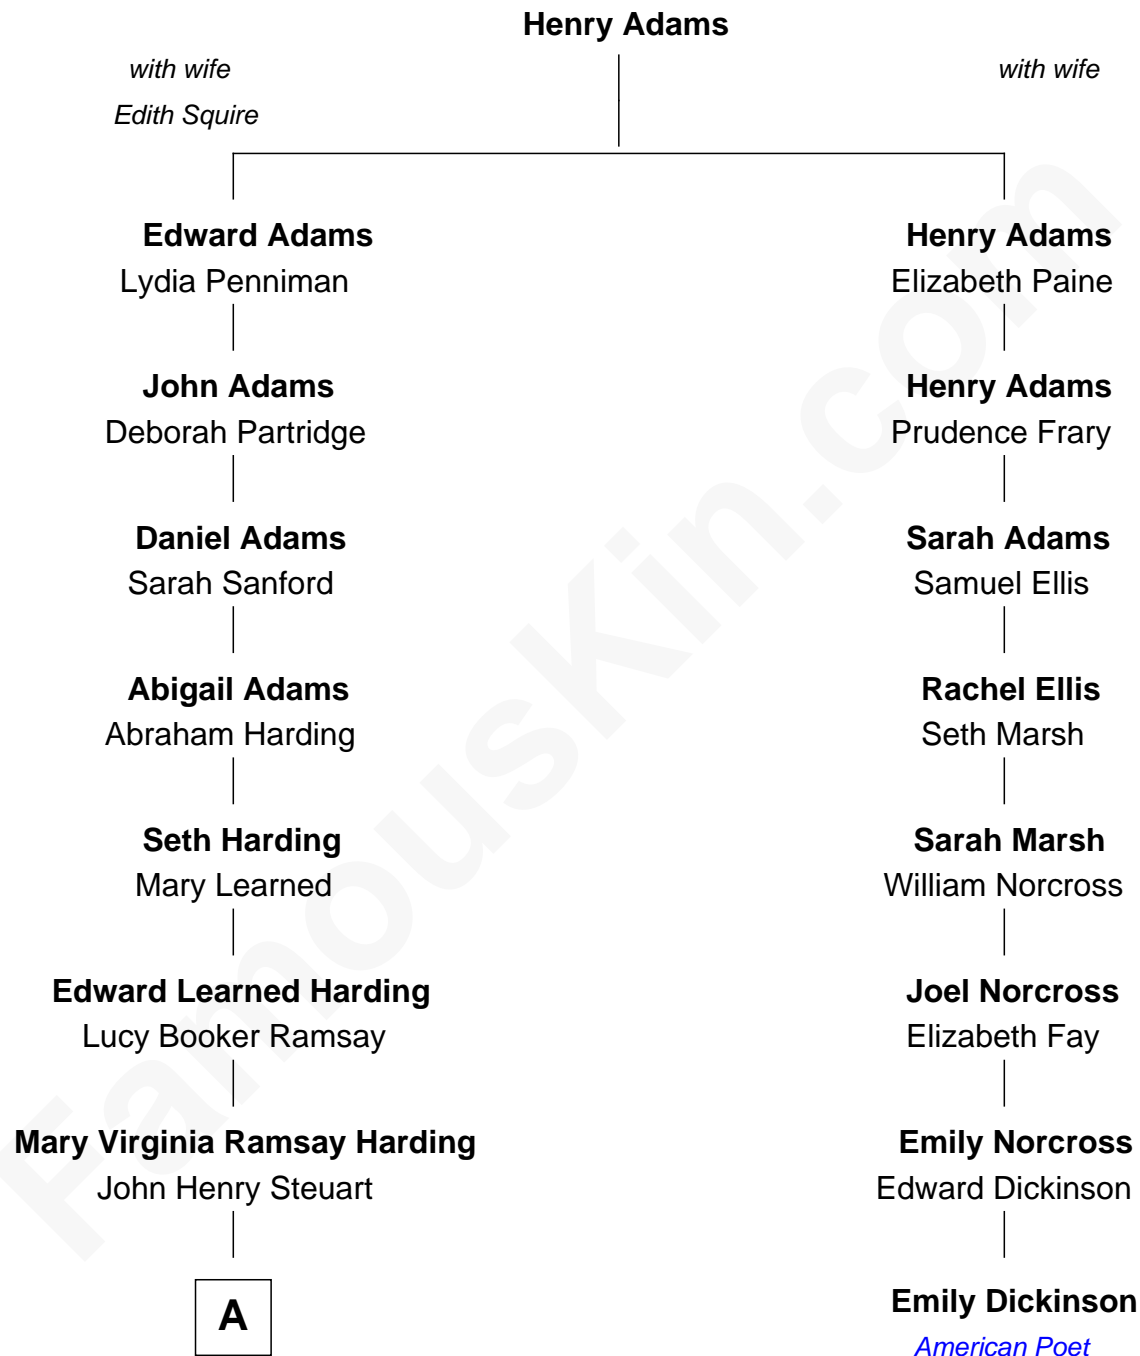 Henry Adams
with wife
Edith Squire
with wife
Edward Adams
Lydia Penniman
Henry Adams
Elizabeth Paine
John Adams
Deborah Partridge
Henry Adams
Prudence Frary
Daniel Adams
Sarah Sanford
Sarah Adams
Samuel Ellis
Abigail Adams
Abraham Harding
Rachel Ellis
Seth Marsh
Seth Harding
Mary Learned
Sarah Marsh
William Norcross
Edward Learned Harding
Lucy Booker Ramsay
Joel Norcross
Elizabeth Fay
Mary Virginia Ramsay Harding
John Henry Steuart
Emily Norcross
Edward Dickinson
A
Emily Dickinson
American Poet
FamousKin.com